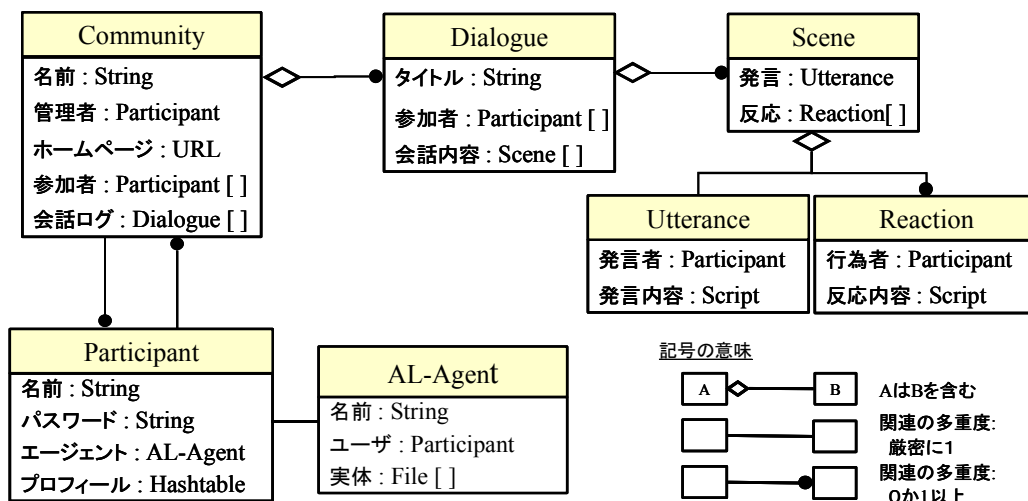 Community
名前 : String
管理者 : Participant
ホームページ : URL
参加者 : Participant [ ]
会話ログ : Dialogue [ ]
Dialogue
タイトル : String
参加者 : Participant [ ]
会話内容 : Scene [ ]
Scene
発言 : Utterance
反応 : Reaction[ ]
Utterance
発言者 : Participant
発言内容 : Script
Reaction
行為者 : Participant
反応内容 : Script
Participant
名前 : String
パスワード : String
エージェント : AL-Agent
プロフィール : Hashtable
AL-Agent
名前 : String
ユーザ : Participant
実体 : File [ ]
記号の意味
A B AはBを含む
関連の多重度:
厳密に1
関連の多重度:
0か1以上